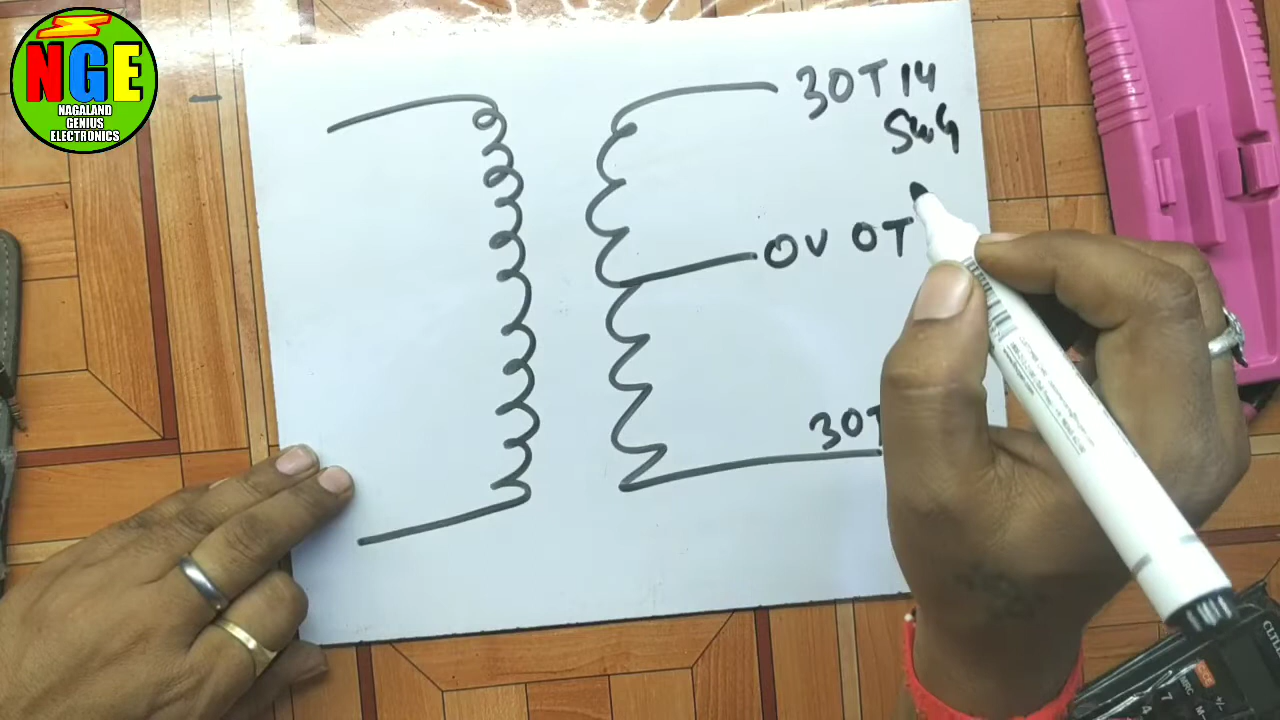 NGE
NAGALAND
GENIUS
ELECTRONICS
30T 14
SWG
0V 0T
30T